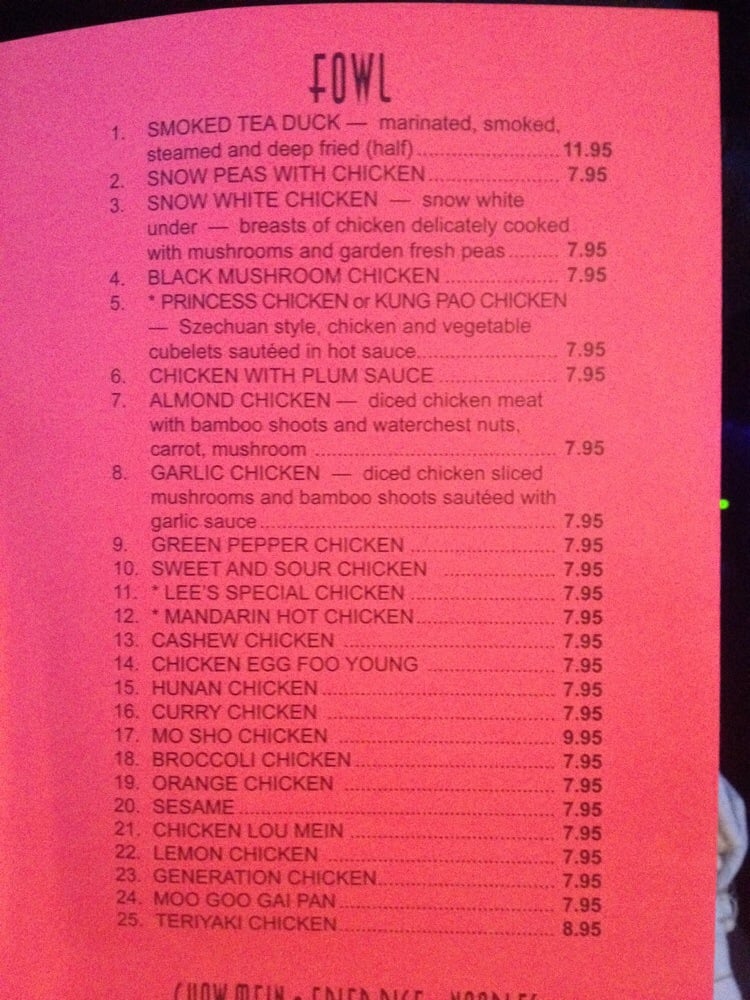 FOWL
1. SMOKED TEA DUCK — marinated, smoked,
steamed and deep fried (half) 11.95
2. SNOW PEAS WITH CHICKEN 7.95
3. SNOW WHITE CHICKEN — snow white
under — breasts of chicken delicately cooked
with mushrooms and garden fresh peas 7.95
4. BLACK MUSHROOM CHICKEN 7.95
5. * PRINCESS CHICKEN or KUNG PAO CHICKEN
— Szechuan style, chicken and vegetable
cubelets sautéed in hot sauce 7.95
6. CHICKEN WITH PLUM SAUCE 7.95
7. ALMOND CHICKEN — diced chicken meat
with bamboo shoots and waterchest nuts,
carrot, mushroom 7.95
8. GARLIC CHICKEN — diced chicken sliced
mushrooms and bamboo shoots sautéed with
garlic sauce 7.95
9. GREEN PEPPER CHICKEN 7.95
10. SWEET AND SOUR CHICKEN 7.95
11. * LEE'S SPECIAL CHICKEN 7.95
12. * MANDARIN HOT CHICKEN 7.95
13. CASHEW CHICKEN 7.95
14. CHICKEN EGG FOO YOUNG 7.95
15. HUNAN CHICKEN 7.95
16. CURRY CHICKEN 7.95
17. MO SHO CHICKEN 9.95
18. BROCCOLI CHICKEN 7.95
19. ORANGE CHICKEN 7.95
20. SESAME 7.95
21. CHICKEN LOU MEIN 7.95
22. LEMON CHICKEN 7.95
23. GENERATION CHICKEN 7.95
24. MOO GOO GAI PAN 7.95
25. TERIYAKI CHICKEN 8.95
CHOW MEIN • FRIED RICE • NOODLES